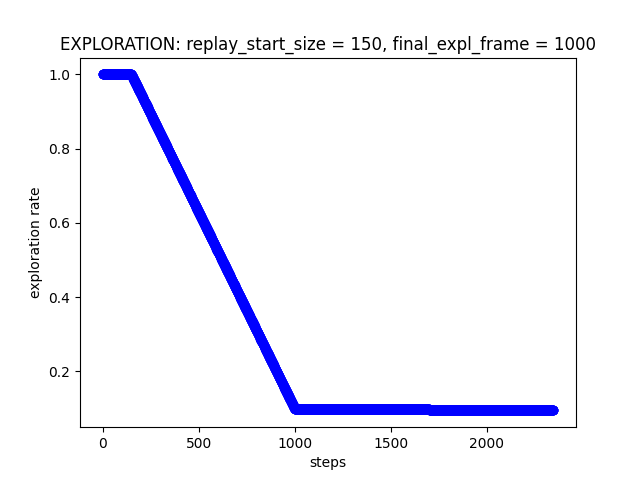 EXPLORATION: replay_start_size = 150, final_expl_frame = 1000
1.0
0.8
0.6
0.4
0.2
exploration rate
0 500 1000 1500 2000
steps